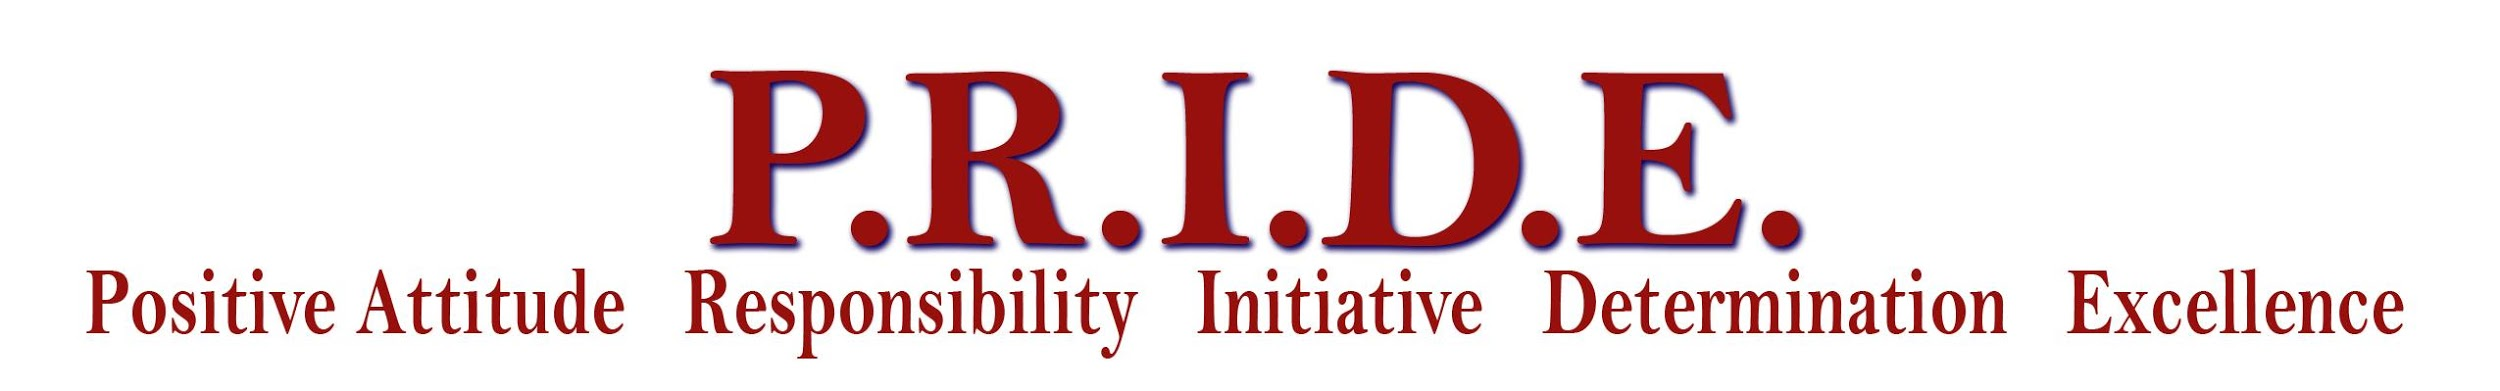 P.R.I.D.E.
Positive Attitude Responsibility Initiative Determination Excellence